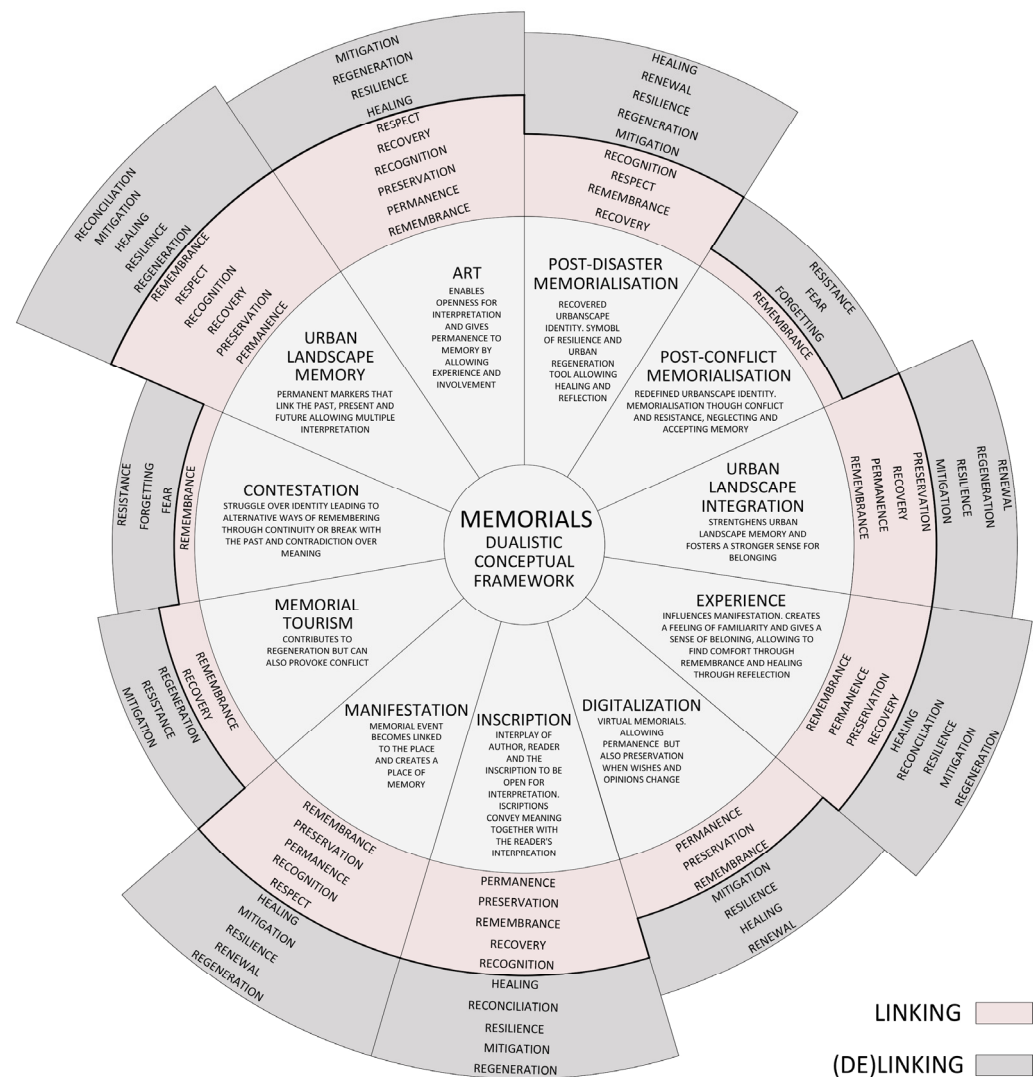 MEMORIALS
DUALISTIC
CONCEPTUAL
FRAMEWORK
MITIGATION
REGENERATION
RESILIENCE
HEALING
RESPECT
RECOVERY
RECOGNITION
PRESERVATION
PERMANENCE
REMEMBRANCE
ART
ENABLES
OPENNESS FOR
INTERPRETATION
AND GIVES
PERMANENCE TO
MEMORY BY
ALLOWING
EXPERIENCE AND
INVOLVEMENT
HEALING
RENEWAL
RESILIENCE
REGENERATION
MITIGATION
RECOGNITION
RESPECT
REMEMBRANCE
RECOVERY
POST-DISASTER
MEMORIALISATION
RECOVERED
URBANSCAPE
IDENTITY. SYMOBL
OF RESILIENCE AND
URBAN
REGENERATION
TOOL ALLOWING
HEALING AND
REFLECTION
RESISTANCE
FEAR
FORGETTING
REMEMBRANCE
POST-CONFLICT
MEMORIALISATION
REDEFINED URBANSCAPE IDENTITY.
MEMORIALISATION THOUGH CONFLICT
AND RESISTANCE, NEGLECTING AND
ACCEPTING MEMORY
RENEWAL
REGENERATION
RESILIENCE
MITIGATION
PRESERVATION
RECOVERY
PERMANENCE
REMEMBRANCE
URBAN
LANDSCAPE
INTEGRATION
STRENTGHENS URBAN
LANDSCAPE MEMORY AND
FOSTERS A STRONGER SENSE FOR
BELONGING
EXPERIENCE
INFLUENCES MANIFESTATION. CREATES
A FEELING OF FAMILIARITY AND GIVES A
SENSE OF BELONING, ALLOWING TO
FIND COMFORT THROUGH
REMEMBRANCE AND HEALING
THROUGH REFELECTION
REMEMBRANCE
PERMANENCE
PRESERVATION
RECOVERY
HEALING
RECONCILIATION
RESILIENCE
MITIGATION
REGENERATION
DIGITALIZATION
VIRTUAL MEMORIALS.
ALLOWING
PERMANENCE BUT
ALSO PRESERVATION
WHEN WISHES AND
OPINIONS CHANGE
PERMANENCE
PRESERVATION
REMEMBRANCE
MITIGATION
RESILIENCE
HEALING
RENEWAL
INSCRIPTION
INTERPLAY OF
AUTHOR, READER
AND THE
INSCRIPTION TO BE
OPEN FOR
INTERPRETATION.
ISCRIPTIONS
CONVEY MEANING
TOGETHER WITH
THE READER'S
INTERPREATION
PERMANENCE
PRESERVATION
REMEMBRANCE
RECOVERY
RECOGNITION
HEALING
RECONCILIATION
RESILIENCE
MITIGATION
REGENERATION
MANIFESTATION
MEMORIAL EVENT
BECOMES LINKED
TO THE PLACE
AND CREATES A
PLACE OF
MEMORY
REMEMBRANCE
PRESERVATION
PERMANENCE
RECOGNITION
RESPECT
HEALING
MITIGATION
RESILIENCE
RENEWAL
REGENERATION
MEMORIAL
TOURISM
CONTRIBUTES TO
REGENERATION BUT CAN
ALSO PROVOKE CONFLICT
REMEMBRANCE
RECOVERY
REGENERATION
RESISTANCE
MITIGATION
CONTESTATION
STRUGGLE OVER IDENTITY LEADING TO
ALTERNATIVE WAYS OF REMEMBERING
THROUGH CONTINUITY OR BREAK WITH
THE PAST AND CONTRADICTION OVER
MEANING
RESISTANCE
FORGETTING
FEAR
REMEMBRANCE
RECONCILIATION
MITIGATION
HEALING
RESILIENCE
REGENERATION
REMEMBRANCE
RESPECT
RECOGNITION
RECOVERY
PRESERVATION
PERMANENCE
URBAN
LANDSCAPE
MEMORY
PERMANENT MARKERS THAT
LINK THE PAST, PRESENT AND
FUTURE ALLOWING MULTIPLE
INTERPRETATION
LINKING
(DE)LINKING